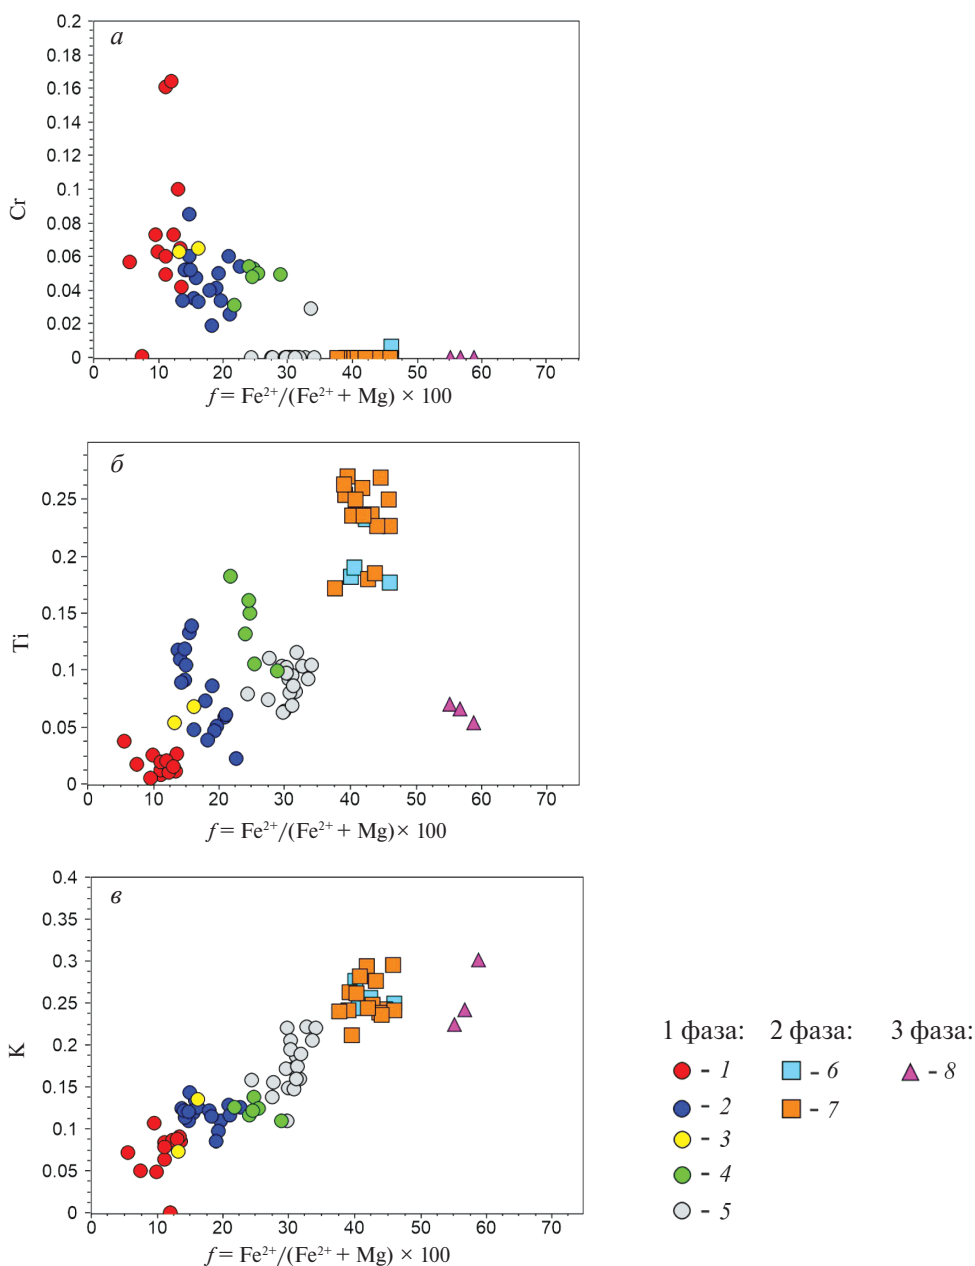 а
Cr
0.2
0.18
0.16
0.14
0.12
0.1
0.08
0.06
0.04
0.02
0
0 10 20 30 40 50 60 70
f = Fe²⁺/(Fe²⁺ + Mg) × 100
б
Ti
0.25
0.2
0.15
0.1
0.05
0
0 10 20 30 40 50 60 70
f = Fe²⁺/(Fe²⁺ + Mg) × 100
в
K
0.4
0.35
0.3
0.25
0.2
0.15
0.1
0.05
0
0 10 20 30 40 50 60 70
f = Fe²⁺/(Fe²⁺ + Mg) × 100
1 фаза: 2 фаза: 3 фаза:
- 1 - 6 - 8
- 2 - 7
- 3
- 4
- 5